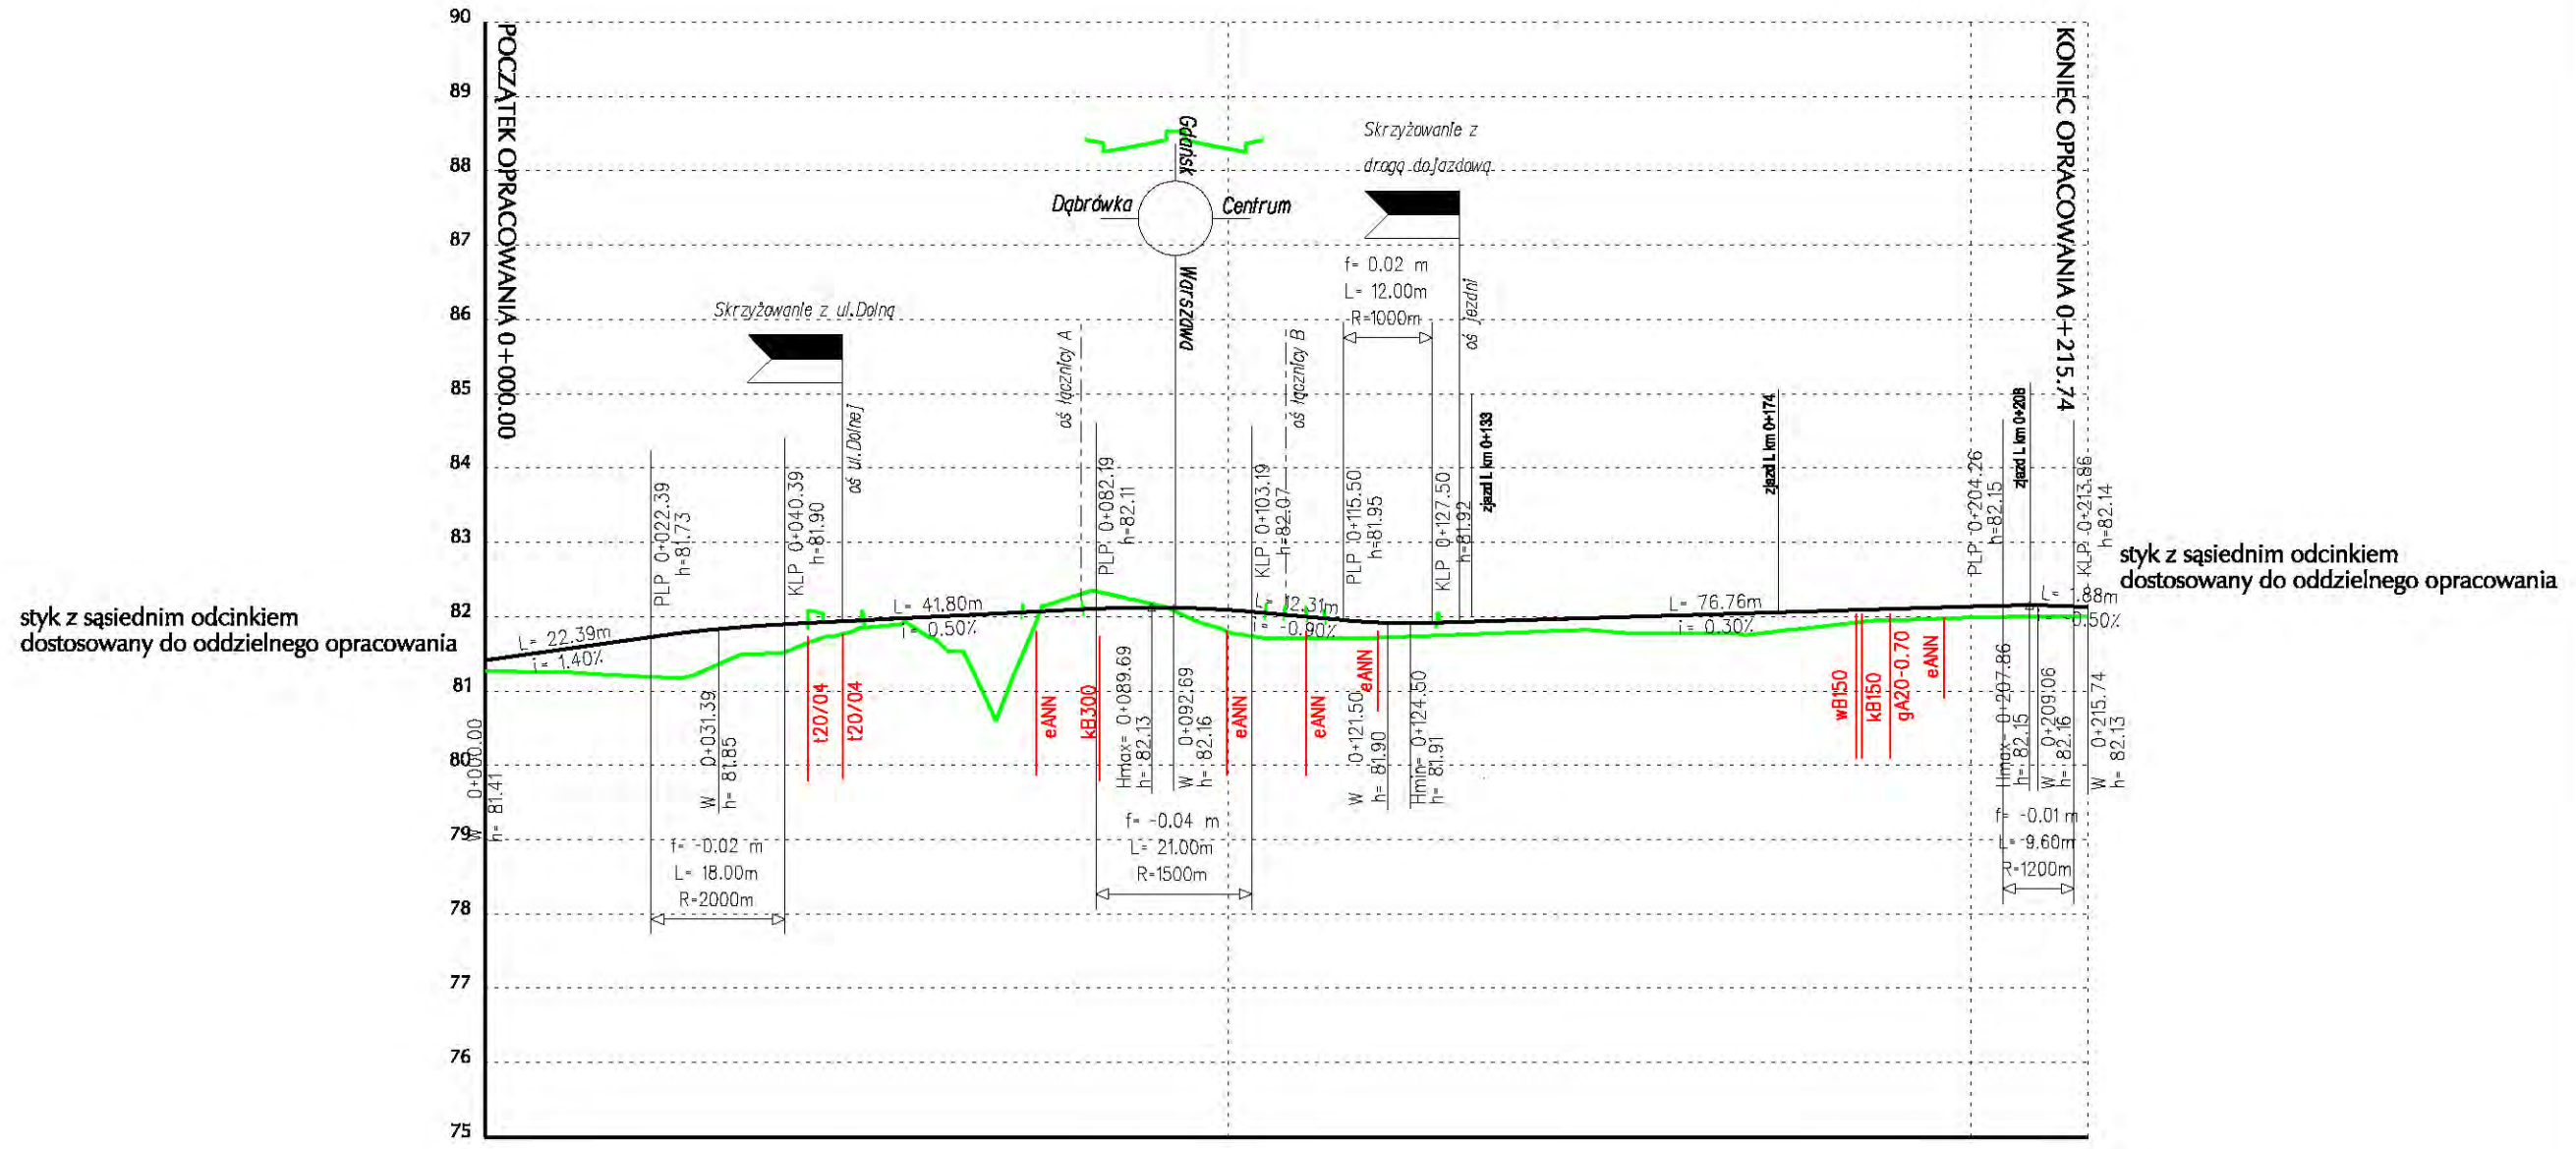 90
89
88
87
86
85
84
83
82
81
80
79
78
77
76
75
POCZĄTEK OPRACOWANIA 0+000.00
KONIEC OPRACOWANIA 0+215.74
styk z sąsiednim odcinkiem
dostosowany do oddzielnego opracowania
styk z sąsiednim odcinkiem
dostosowany do oddzielnego opracowania
Skrzyżowanie z ul.Dolną
oś ul.Dolnej
Gdańsk
Dąbrówka
Centrum
Warszawa
Skrzyżowanie z
drogą dojazdową
oś jezdni
f= 0.02 m
L= 12.00m
R=1000m
oś łącznicy A
oś łącznicy B
zjazd L km 0+133
zjazd L km 0+174
zjazd L km 0+208
PLP 0+022.39
h=81.73
KLP 0+040.39
h=81.90
PLP 0+082.19
h=82.11
KLP 0+103.19
h=82.07
PLP 0+115.50
h=81.95
KLP 0+127.50
h=81.92
PLP 0+204.26
h=82.15
KLP 0+213.86
h=82.14
L= 22.39m
i= 1.40%
L= 41.80m
i= 0.50%
L= 12.31m
i= -0.90%
L= 76.76m
i= 0.30%
L= 1.88m
i= -0.50%
W 0+000.00
h= 81.41
W 0+031.39
h= 81.85
t20/04
t20/04
eANN
kB300
Hmax= 0+089.69
h= 82.13
W 0+092.69
h= 82.16
eANN
eANN
W 0+121.50
h= 81.90
eANN
Hmin= 0+124.50
h= 81.91
wB150
kB150
gA20-0.70
eANN
Hmax= 0+207.86
h= 82.15
W 0+209.06
h= 82.16
W 0+215.74
h= 82.13
f= -0.02 m
L= 18.00m
R=2000m
f= -0.04 m
L= 21.00m
R=1500m
f= -0.01 m
L= 9.60m
R=1200m